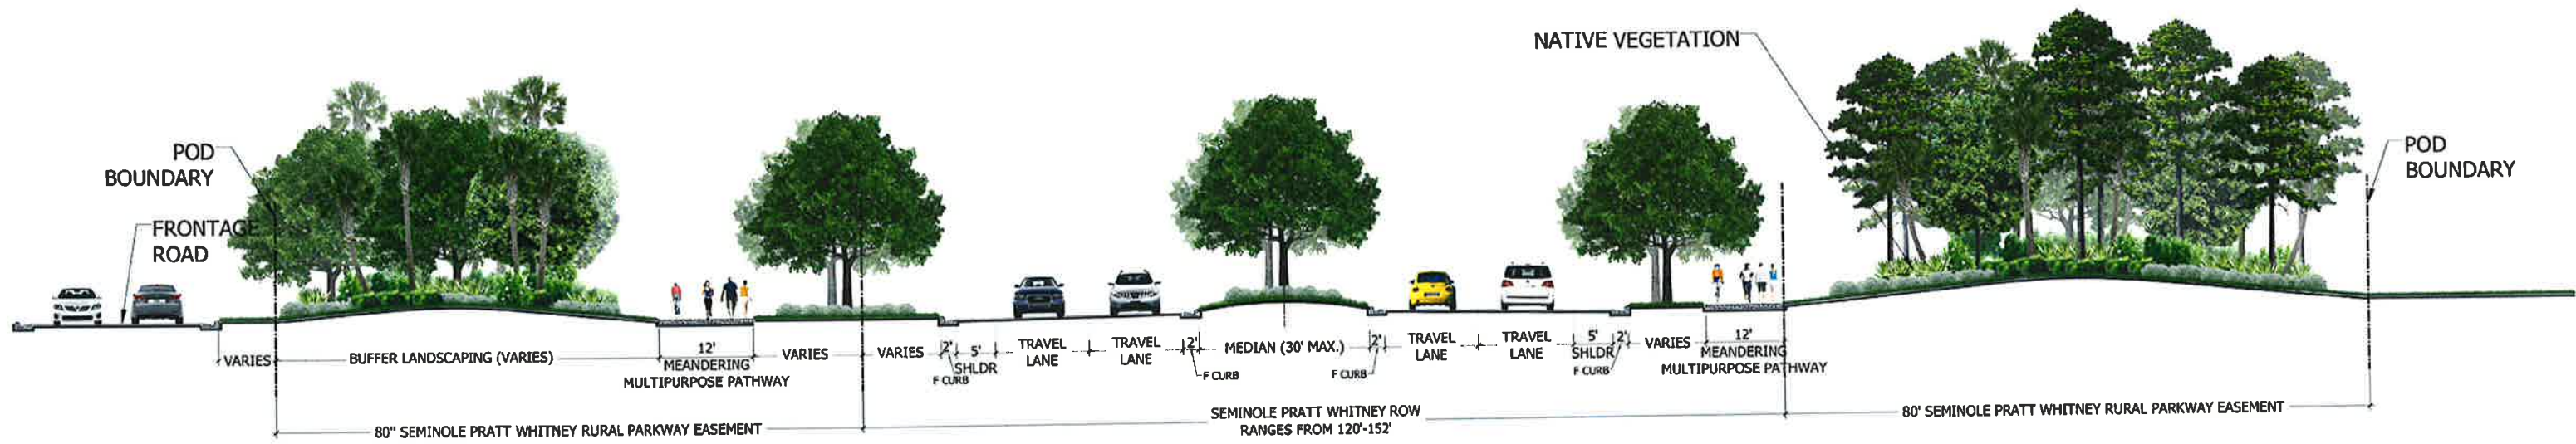 NATIVE VEGETATION
POD
BOUNDARY
POD
BOUNDARY
FRONTAGE
ROAD
VARIES
BUFFER LANDSCAPING (VARIES)
12'
MEANDERING
MULTIPURPOSE PATHWAY
VARIES
VARIES
2'
F CURB
5'
SHLDR
TRAVEL
LANE
TRAVEL
LANE
2'
F CURB
MEDIAN (30' MAX.)
2'
F CURB
TRAVEL
LANE
TRAVEL
LANE
5'
SHLDR
2'
F CURB
VARIES
12'
MEANDERING
MULTIPURPOSE PATHWAY
80" SEMINOLE PRATT WHITNEY RURAL PARKWAY EASEMENT
SEMINOLE PRATT WHITNEY ROW
RANGES FROM 120'-152'
80' SEMINOLE PRATT WHITNEY RURAL PARKWAY EASEMENT